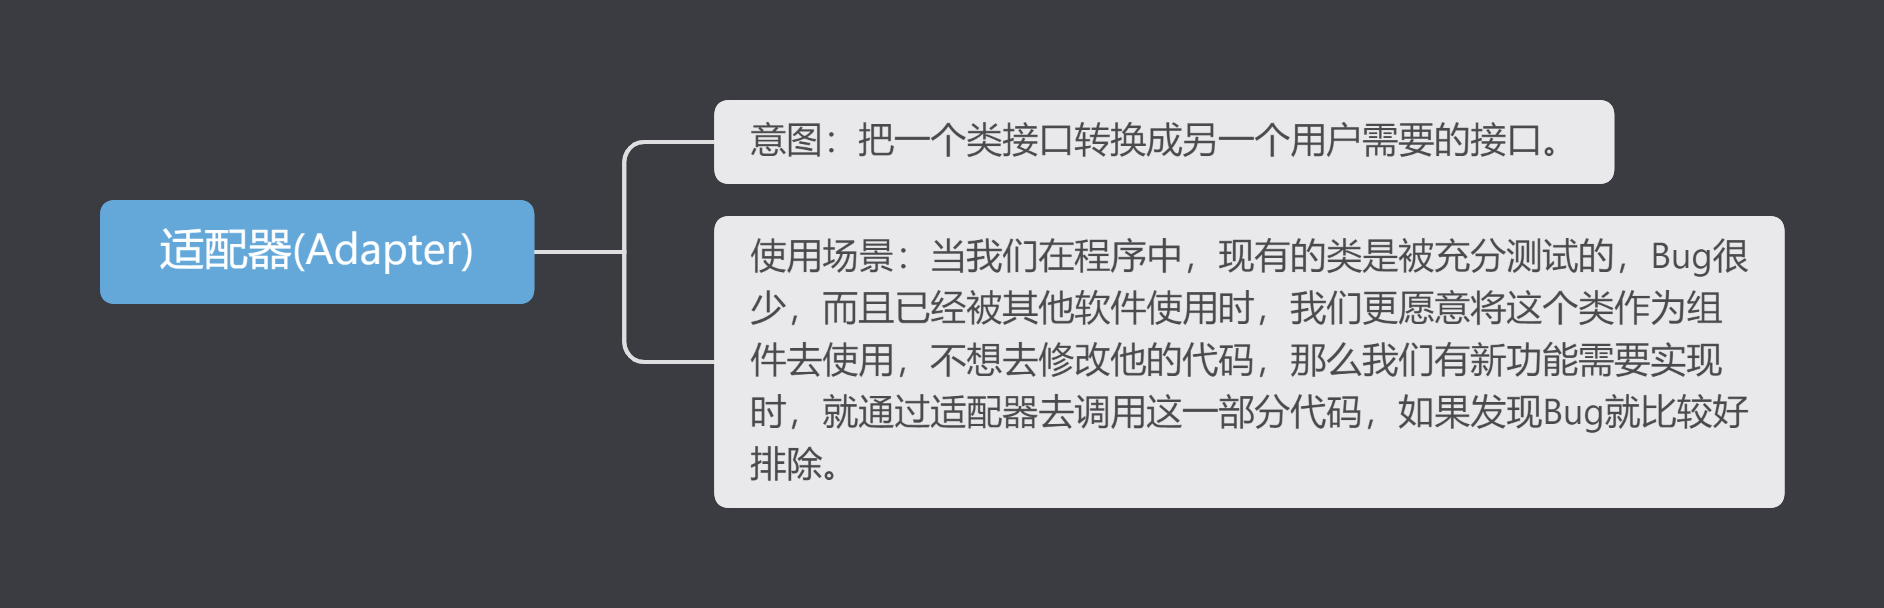 适配器(Adapter)
意图：把一个类接口转换成另一个用户需要的接口。
使用场景：当我们在程序中，现有的类是被充分测试的，Bug很
少，而且已经被其他软件使用时，我们更愿意将这个类作为组
件去使用，不想去修改他的代码，那么我们有新功能需要实现
时，就通过适配器去调用这一部分代码，如果发现Bug就比较好
排除。